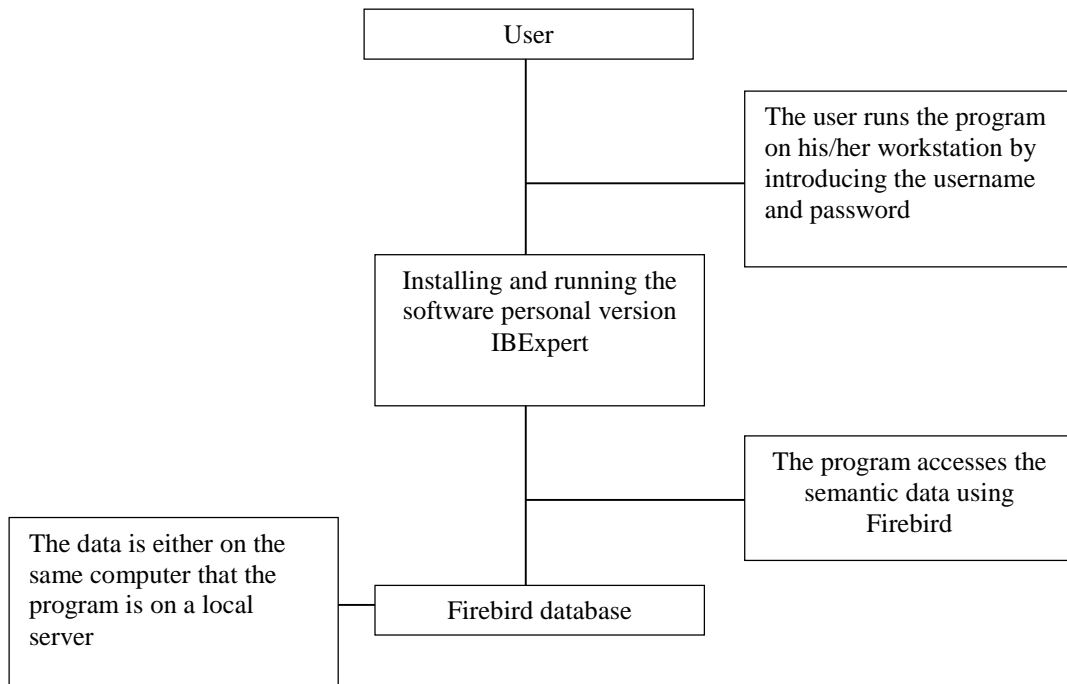 User
The user runs the program
on his/her workstation by
introducing the username
and password
Installing and running the
software personal version
IBExpert
The program accesses the
semantic data using
Firebird
The data is either on the
same computer that the
program is on a local
server
Firebird database